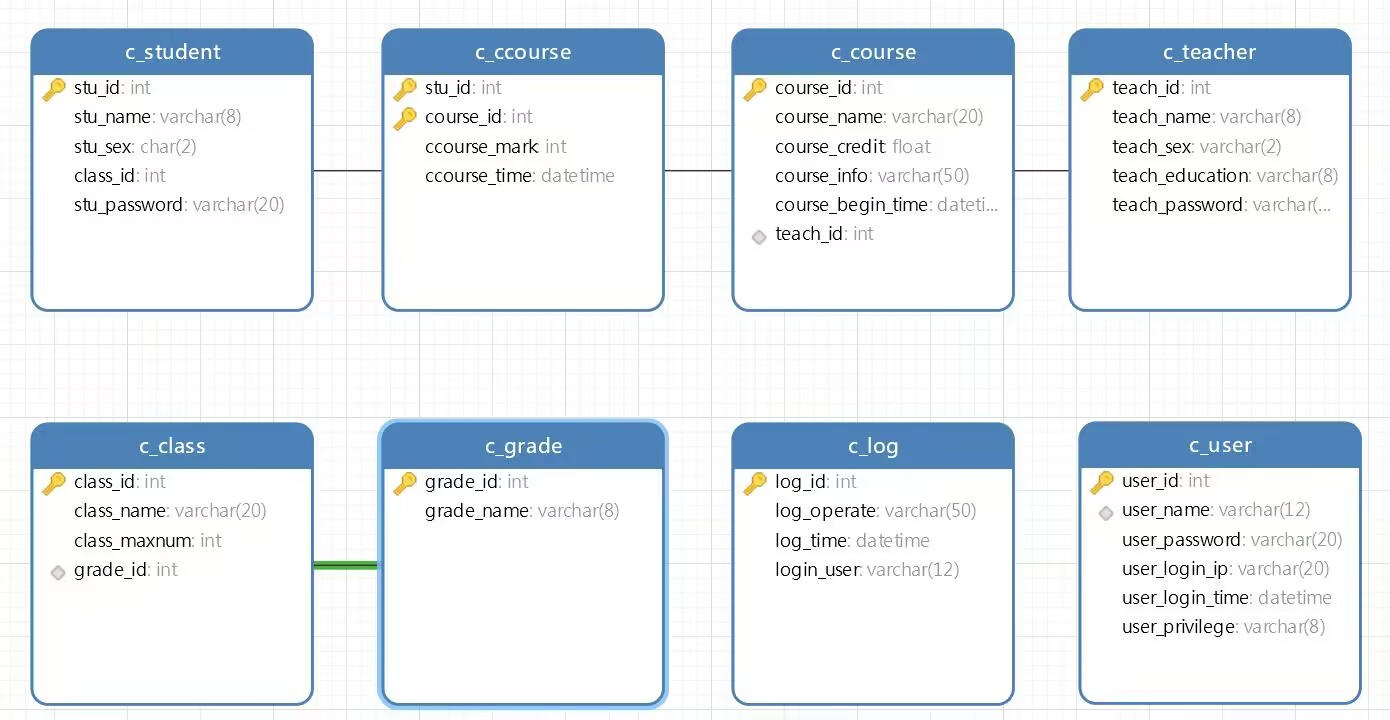 c_student
stu_id: int
stu_name: varchar(8)
stu_sex: char(2)
class_id: int
stu_password: varchar(20)
c_ccourse
stu_id: int
course_id: int
ccourse_mark: int
ccourse_time: datetime
c_course
course_id: int
course_name: varchar(20)
course_credit: float
course_info: varchar(50)
course_begin_time: dateti...
teach_id: int
c_teacher
teach_id: int
teach_name: varchar(8)
teach_sex: varchar(2)
teach_education: varchar(8)
teach_password: varchar(...
c_class
class_id: int
class_name: varchar(20)
class_maxnum: int
grade_id: int
c_grade
grade_id: int
grade_name: varchar(8)
c_log
log_id: int
log_operate: varchar(50)
log_time: datetime
login_user: varchar(12)
c_user
user_id: int
user_name: varchar(12)
user_password: varchar(20)
user_login_ip: varchar(20)
user_login_time: datetime
user_privilege: varchar(8)